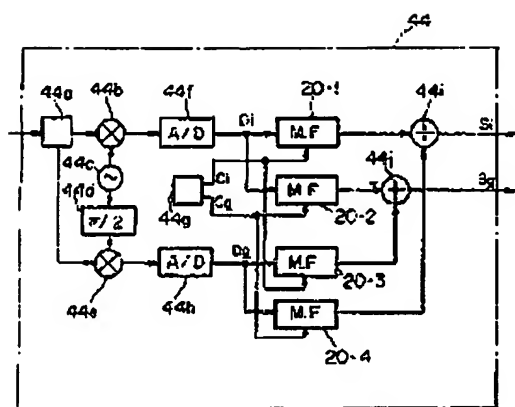 44
44a
44b
44f
20-1
44i
A/D
Di
M.F
Si
44c
Ci
44d
Cq
44j
44g
M.F
Sq
π/2
20-2
Dq
A/D
M.F
44e
44h
20-3
M.F
20-4